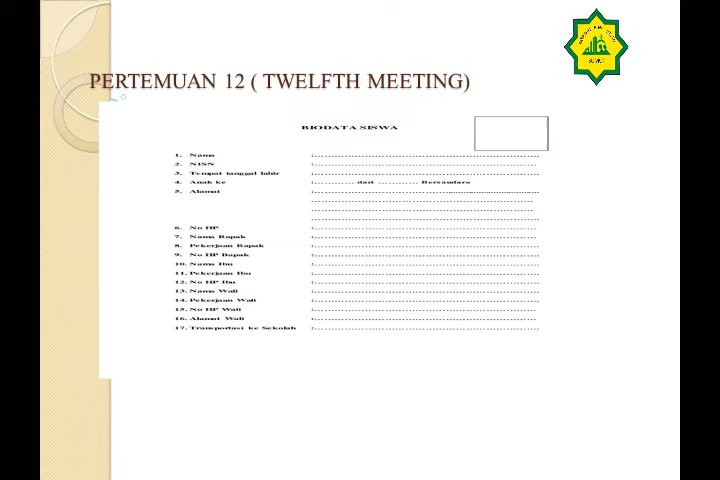 PERTEMUAN 12 ( TWELFTH MEETING)
BIODATA SISWA
1. Nama :
2. NISN :
3. Tempat tanggal lahir :
4. Anak ke : ............ dari ............ Bersaudara
5. Alamat :
6. No HP :
7. Nama Bapak :
8. Pekerjaan Bapak :
9. No HP Bapak :
10. Nama Ibu :
11. Pekerjaan Ibu :
12. No HP Ibu :
13. Nama Wali :
14. Pekerjaan Wali :
15. No HP Wali :
16. Alamat Wali :
17. Transportasi ke Sekolah :